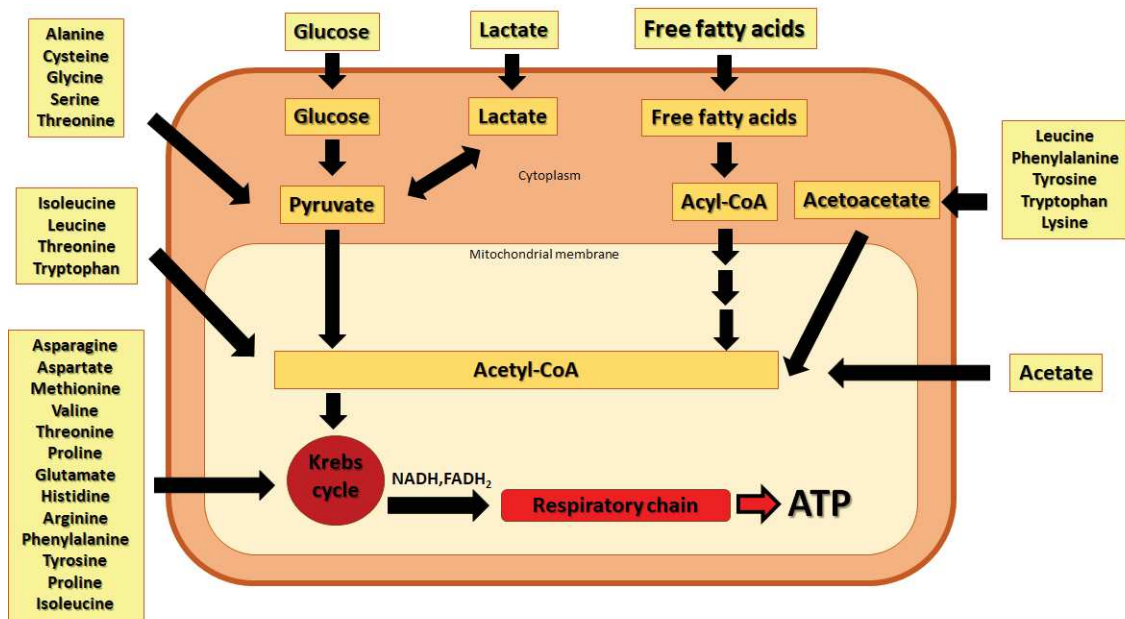 Alanine
Cysteine
Glycine
Serine
Threonine
Glucose
Lactate
Free fatty acids
Glucose
Lactate
Free fatty acids
Cytoplasm
Pyruvate
Acyl-CoA
Acetoacetate
Leucine
Phenylalanine
Tyrosine
Tryptophan
Lysine
Isoleucine
Leucine
Threonine
Tryptophan
Mitochondrial membrane
Asparagine
Aspartate
Methionine
Valine
Threonine
Proline
Glutamate
Histidine
Arginine
Phenylalanine
Tyrosine
Proline
Isoleucine
Acetyl-CoA
Acetate
Krebs
cycle
NADH,FADH₂
Respiratory chain
ATP